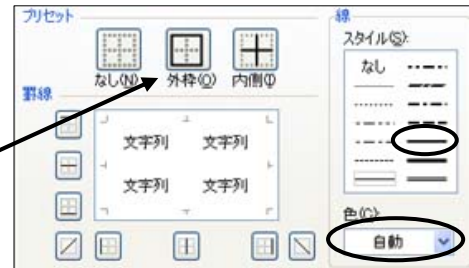 プリセット
なし(N) 外枠(O) 内側(I)
罫線
文字列 文字列
文字列 文字列
線
スタイル(S):
なし
色(C):
自動